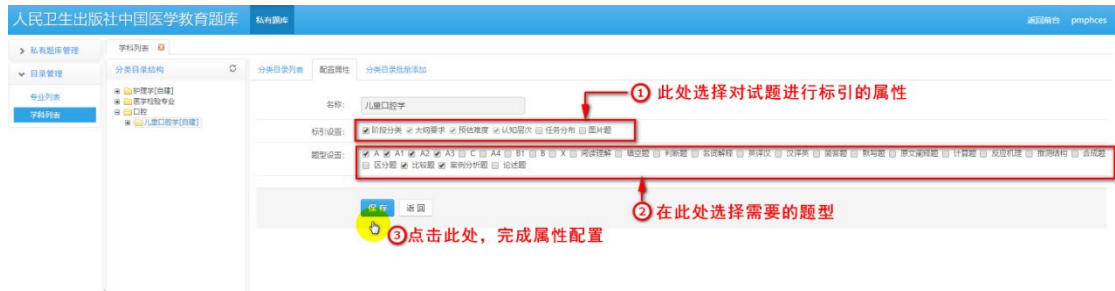 人民卫生出版社中国医学教育题库 私有题库 返回前台 pmphces
私有题库管理
目录管理
专业列表
学科列表
学科列表
分类目录结构
护理学[自建]
医学检验专业
口腔
儿童口腔学[自建]
分类目录列表 配置属性 分类目录批量添加
名称: 儿童口腔学
标引设置: 阶段分类 大纲要求 预估难度 认知层次 任务分布 图片题
题型设置: A A1 A2 A3 C A4 B1 B X 阅读理解 填空题 判断题 名词解释 英译汉 汉译英 简答题 默写题 原文阐释题 计算题 反应机理 推测结构 合成题
区分题 比较题 案例分析题 论述题
保存 返回
① 此处选择对试题进行标引的属性
②在此处选择需要的题型
③点击此处，完成属性配置